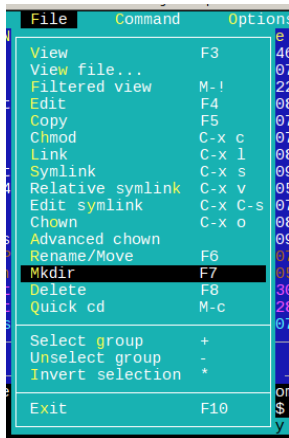 File Command Options
View F3
View file...
Filtered view M-!
Edit F4
Copy F5
Chmod C-x c
Link C-x l
Symlink C-x s
Relative symlink C-x v
Edit symlink C-x C-s
Chown C-x o
Advanced chown
Rename/Move F6
Mkdir F7
Delete F8
Quick cd M-c
Select group +
Unselect group -
Invert selection *
Exit F10